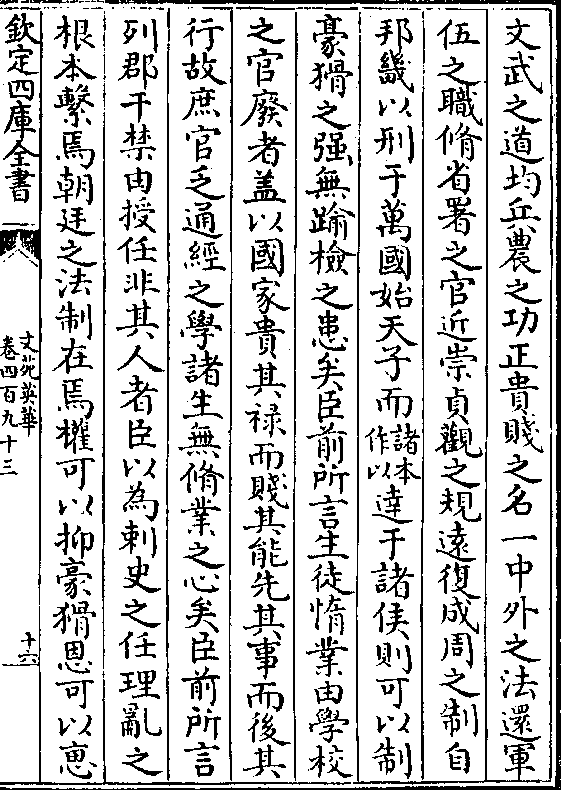 文武之道均兵農之功正貴賤之名一中外之法還軍
伍之職脩省署之官近崇貞觀之規遠復成周之制自
邦畿以刑于萬國始天子而諸本作以達于諸侯則可以制
豪猾之强無踰檢之患矣臣前所言生徒惰業由學校
之官廢者盖以國家貴其禄而賤其能先其事而後其
行故庶官乏通經之學諸生無脩業之心矣臣前所言
列郡干禁由授任非其人者臣以為刺史之任理亂之
根本繫焉朝廷之法制在焉權可以抑豪猾恩可以惠
欽定四庫全書
文苑英華
卷四百九十三
十六